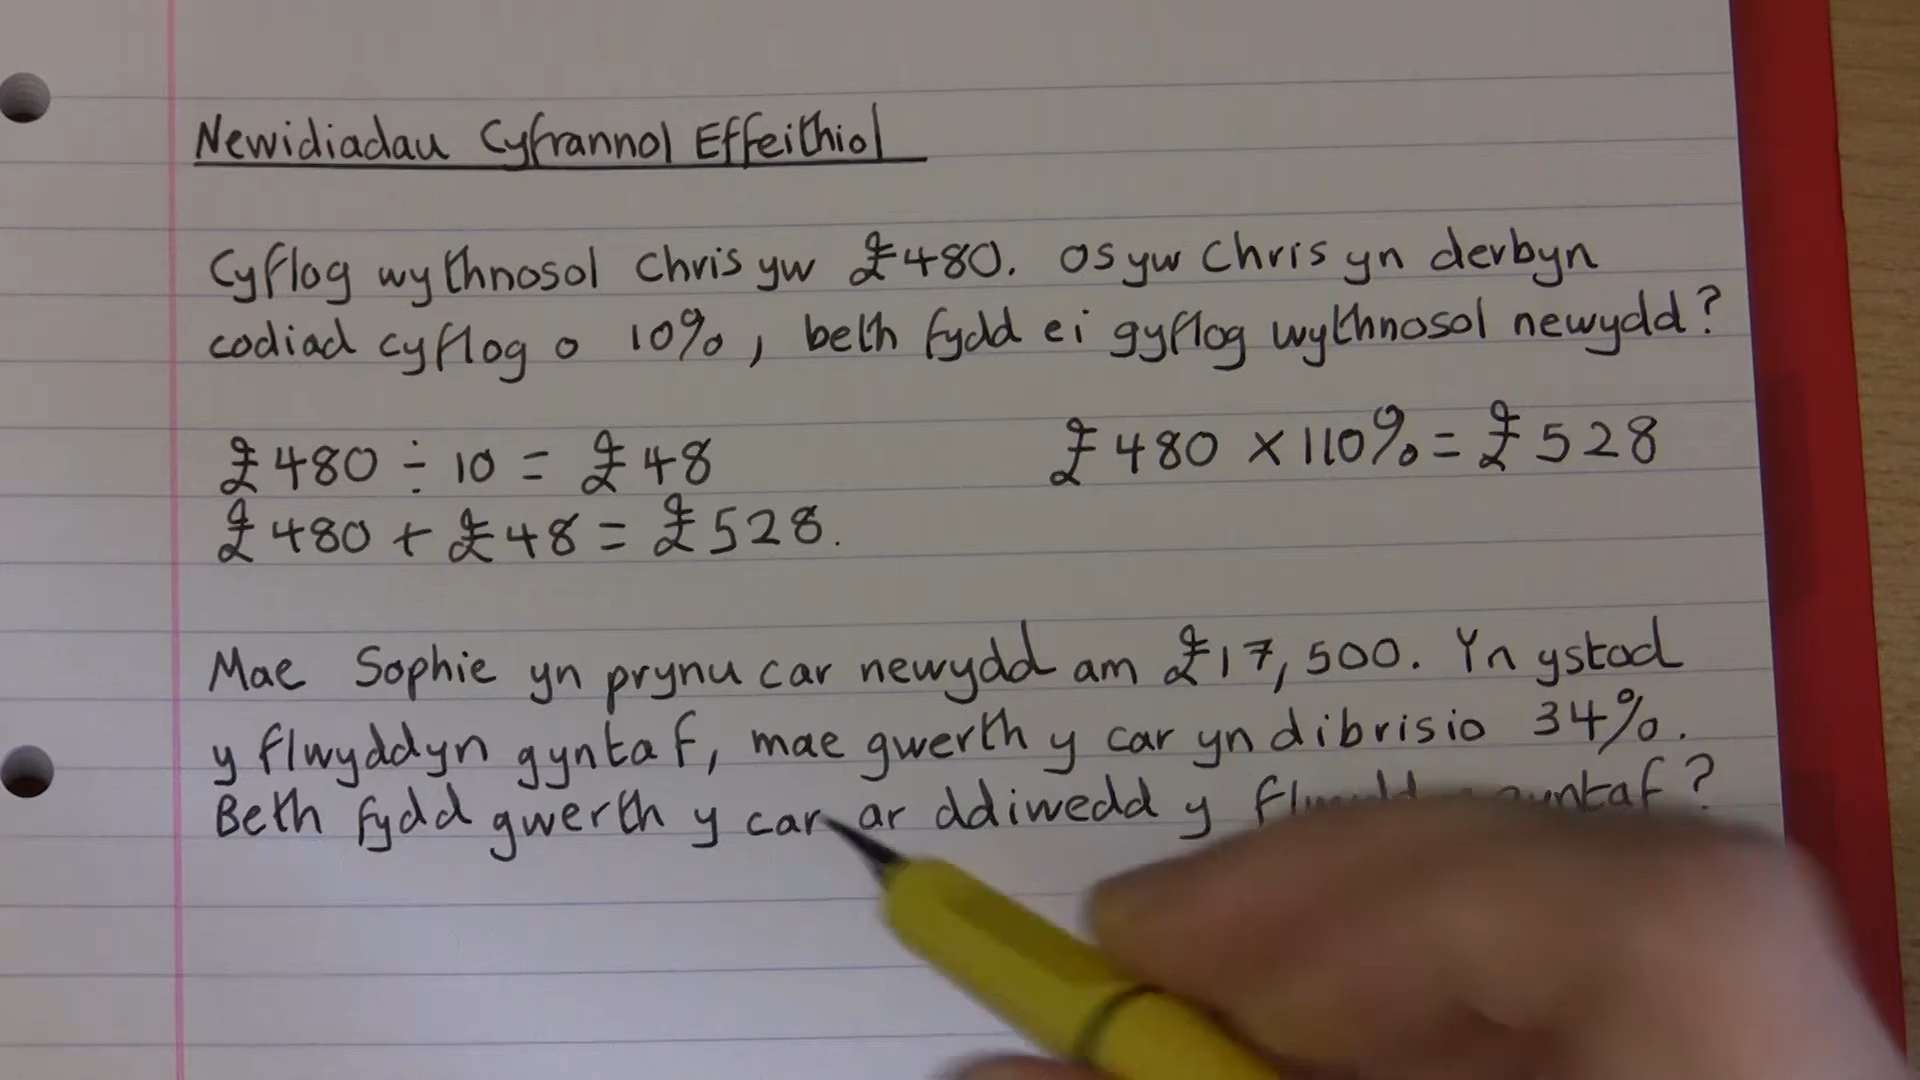 Newidiadau Cyfrannol Effeithiol
Cyflog wythnosol Chris yw £480. Os yw Chris yn derbyn
codiad cyflog o 10%, beth fydd ei gyflog wythnosol newydd?
£480 ÷ 10 = £48
£480 + £48 = £528.
£480 × 110% = £528
Mae Sophie yn prynu car newydd am £17,500. Yn ystod
y flwyddyn gyntaf, mae gwerth y car yn dibrisio 34%.
Beth fydd gwerth y car ar ddiwedd y gyntaf?